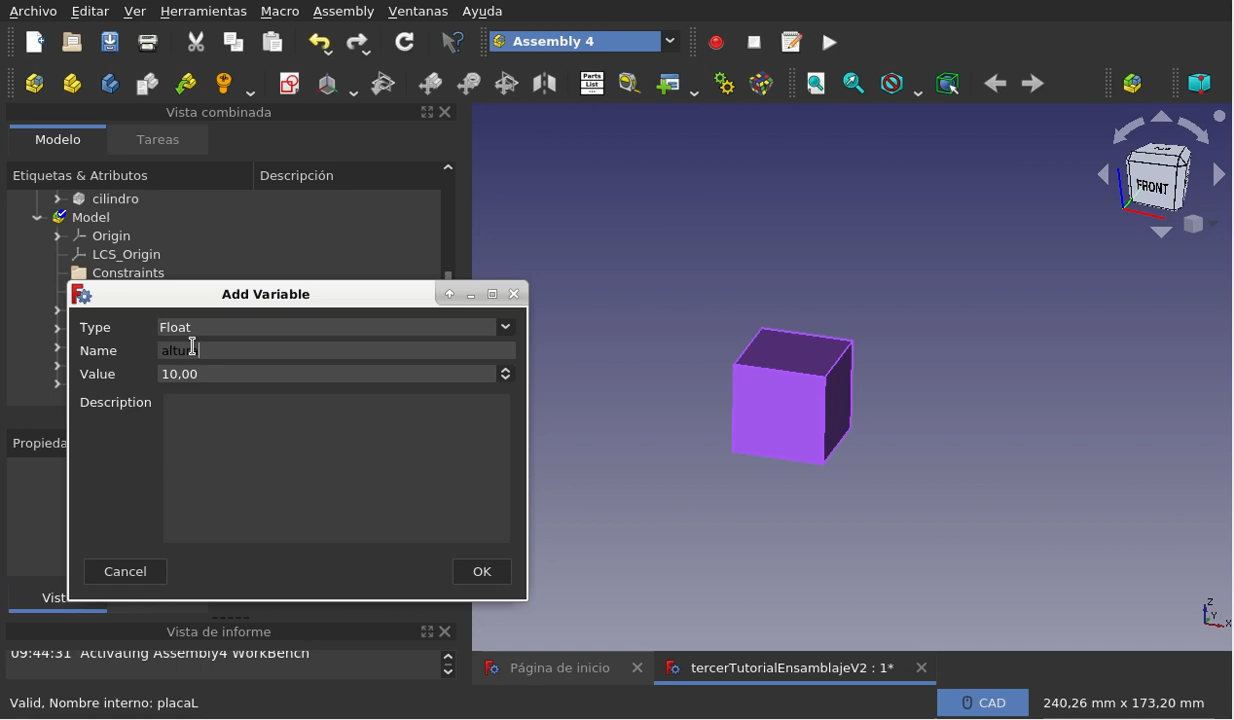 Archivo Editar Ver Herramientas Macro Assembly Ventanas Ayuda
Assembly 4
Parts List
Vista combinada
Modelo Tareas
Etiquetas & Atributos Descripción
cilindro
Model
Origin
LCS_Origin
Constraints
Add Variable
Type Float
Name
Value 10,00
Description
Cancel OK
FRONT
Z
Y
X
Vista de informe
09:44:31 Activating Assembly4 WorkBench
Página de inicio tercerTutorialEnsamblajeV2 : 1*
Valid, Nombre interno: placaL CAD 240,26 mm x 173,20 mm